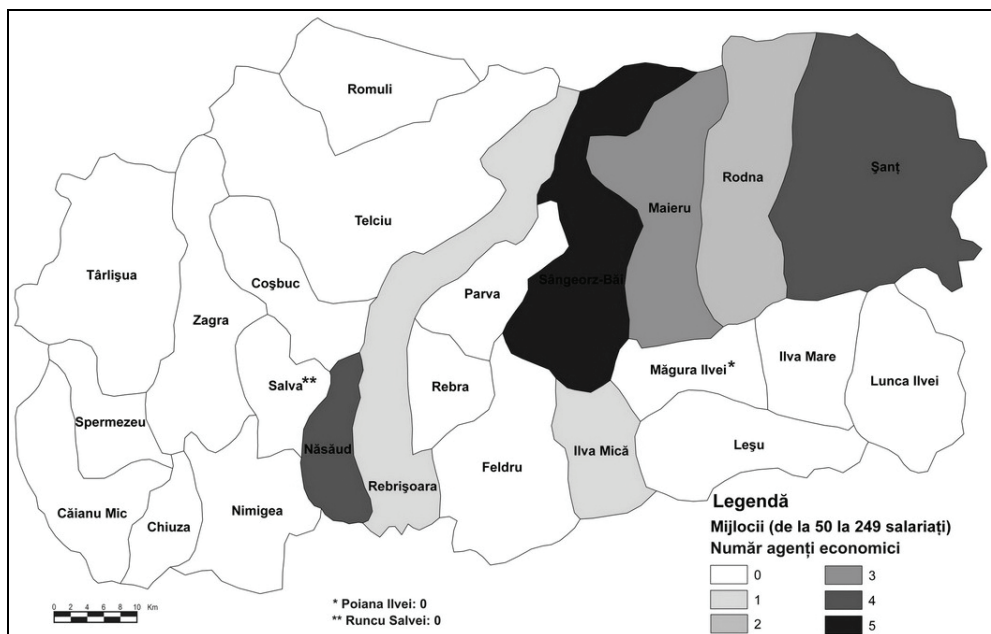 Romuli
Şanţ
Rodna
Maieru
Telciu
Târlişua
Coşbuc
Sângeorz-Băi
Parva
Zagra
Ilva Mare
Măgura Ilvei*
Lunca Ilvei
Salva**
Rebra
Spermezeu
Leşu
Năsăud
Ilva Mică
Feldru
Rebrişoara
Căianu Mic
Nimigea
Chiuza
Legendă
Mijlocii (de la 50 la 249 salariaţi)
Număr agenţi economici
0 3
1 4
2 5
0 2 4 6 8 10 Km
* Poiana Ilvei: 0
** Runcu Salvei: 0